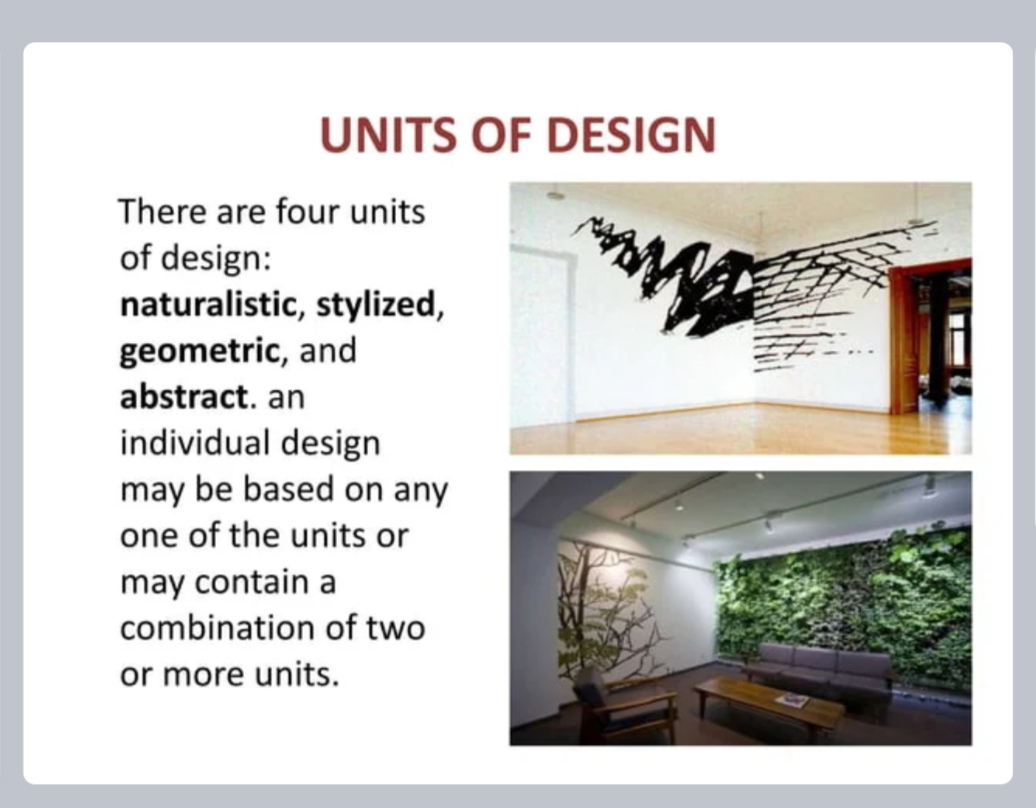 UNITS OF DESIGN
There are four units
of design:
naturalistic, stylized,
geometric, and
abstract. an
individual design
may be based on any
one of the units or
may contain a
combination of two
or more units.